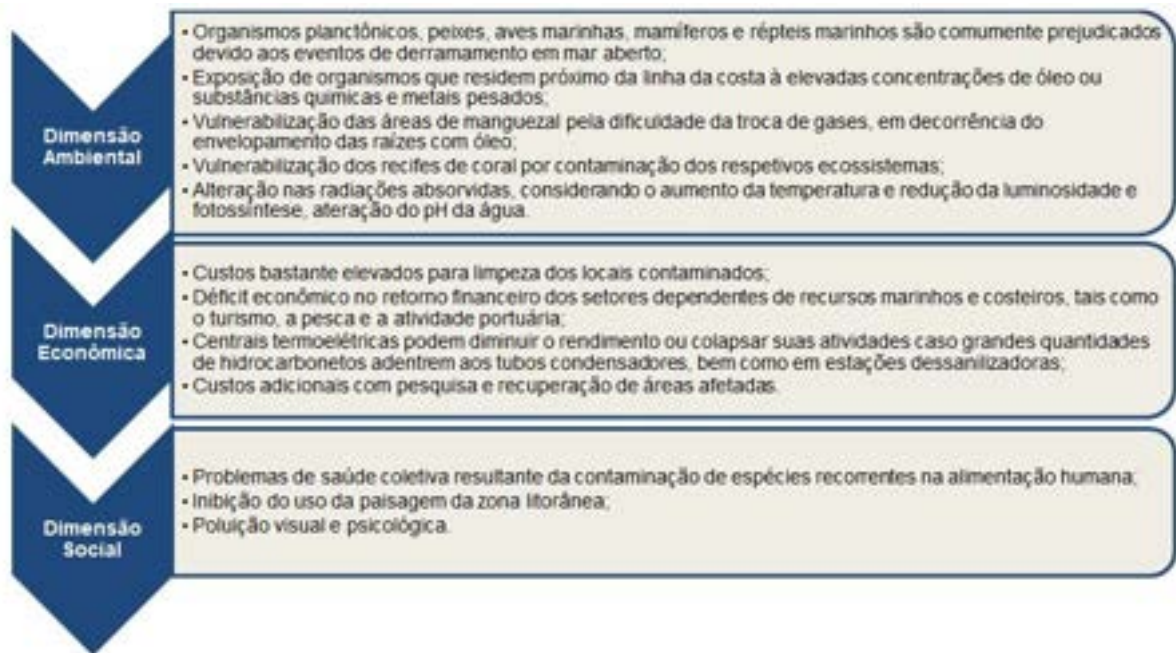 Dimensão
Ambiental
• Organismos planctônicos, peixes, aves marinhas, mamíferos e répteis marinhos são comumente prejudicados
devido aos eventos de derramamento em mar aberto;
• Exposição de organismos que residem próximo da linha da costa à elevadas concentrações de óleo ou
substâncias químicas e metais pesados;
• Vulnerabilização das áreas de manguezal pela dificuldade da troca de gases, em decorrência do
envelopamento das raízes com óleo;
• Vulnerabilização dos recifes de coral por contaminação dos respetivos ecossistemas;
• Alteração nas radiações absorvidas, considerando o aumento da temperatura e redução da luminosidade e
fotossíntese, ateração do pH da água.
Dimensão
Econômica
• Custos bastante elevados para limpeza dos locais contaminados;
• Déficit econômico no retorno financeiro dos setores dependentes de recursos marinhos e costeiros, tais como
o turismo, a pesca e a atividade portuária;
• Centrais termoelétricas podem diminuir o rendimento ou colapsar suas atividades caso grandes quantidades
de hidrocarbonetos adentrem aos tubos condensadores, bem como em estações dessanilizadoras;
• Custos adicionais com pesquisa e recuperação de áreas afetadas.
Dimensão
Social
• Problemas de saúde coletiva resultante da contaminação de espécies recorrentes na alimentação humana;
• Inibição do uso da paisagem da zona litorânea;
• Poluição visual e psicológica.